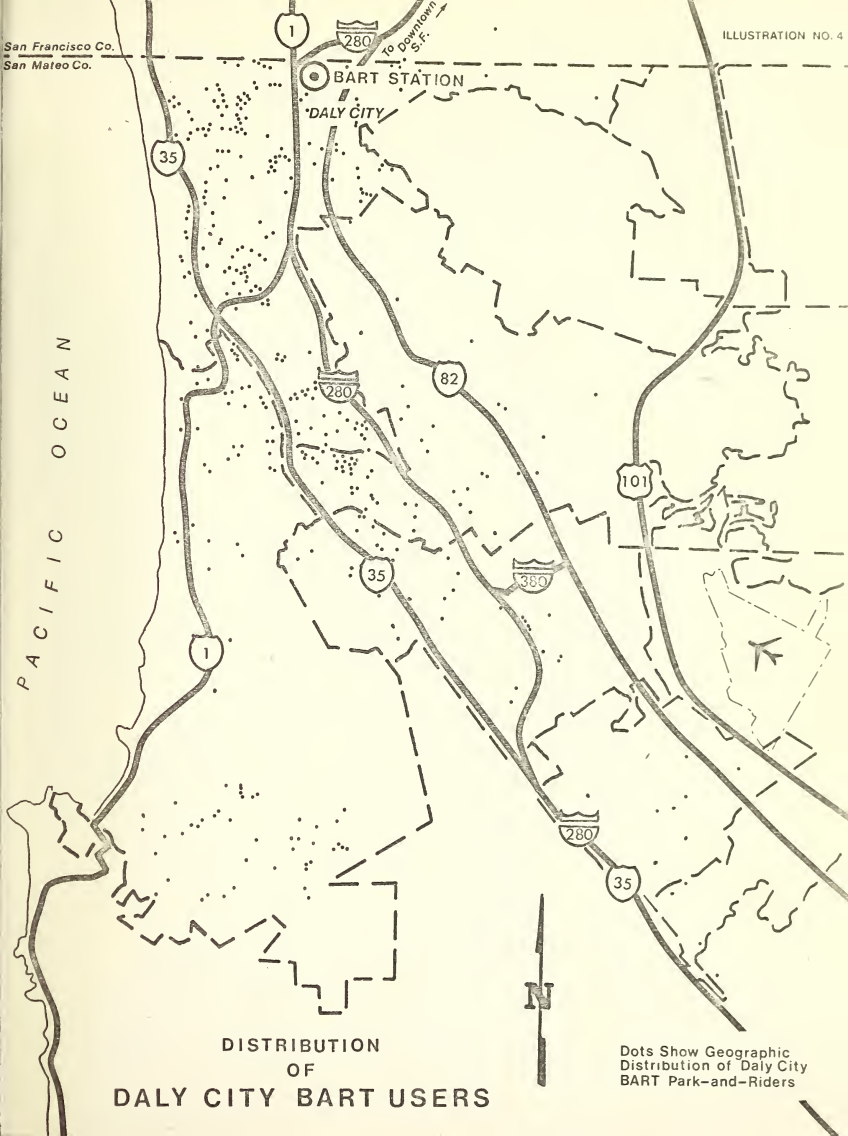 ILLUSTRATION NO. 4
1
280
To Downtown
S.F.
San Francisco Co.
San Mateo Co.
BART STATION
DALY CITY
35
PACIFIC OCEAN
280
82
101
35
380
1
280
35
N
DISTRIBUTION
OF
DALY CITY BART USERS
Dots Show Geographic
Distribution of Daly City
BART Park-and-Riders